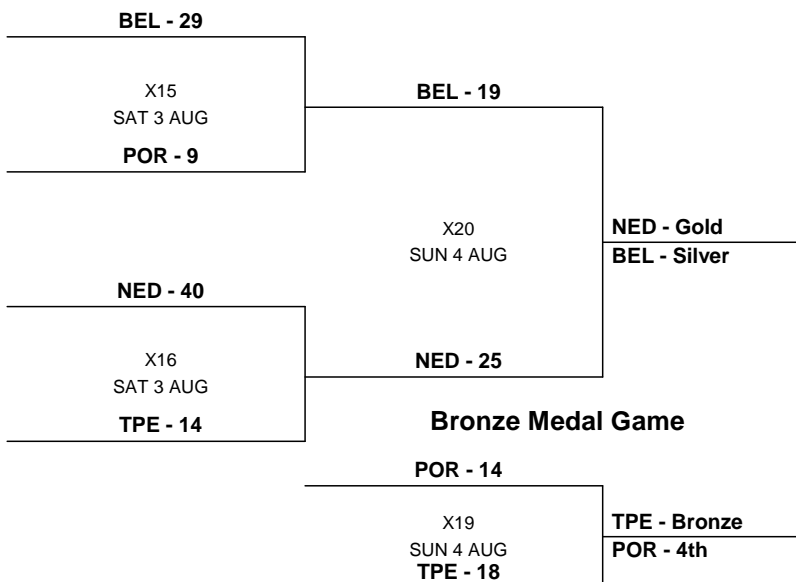 BEL - 29
X15
SAT 3 AUG
POR - 9
BEL - 19
X20
SUN 4 AUG
NED - Gold
BEL - Silver
NED - 40
X16
SAT 3 AUG
TPE - 14
NED - 25
Bronze Medal Game
POR - 14
X19
SUN 4 AUG
TPE - 18
TPE - Bronze
POR - 4th